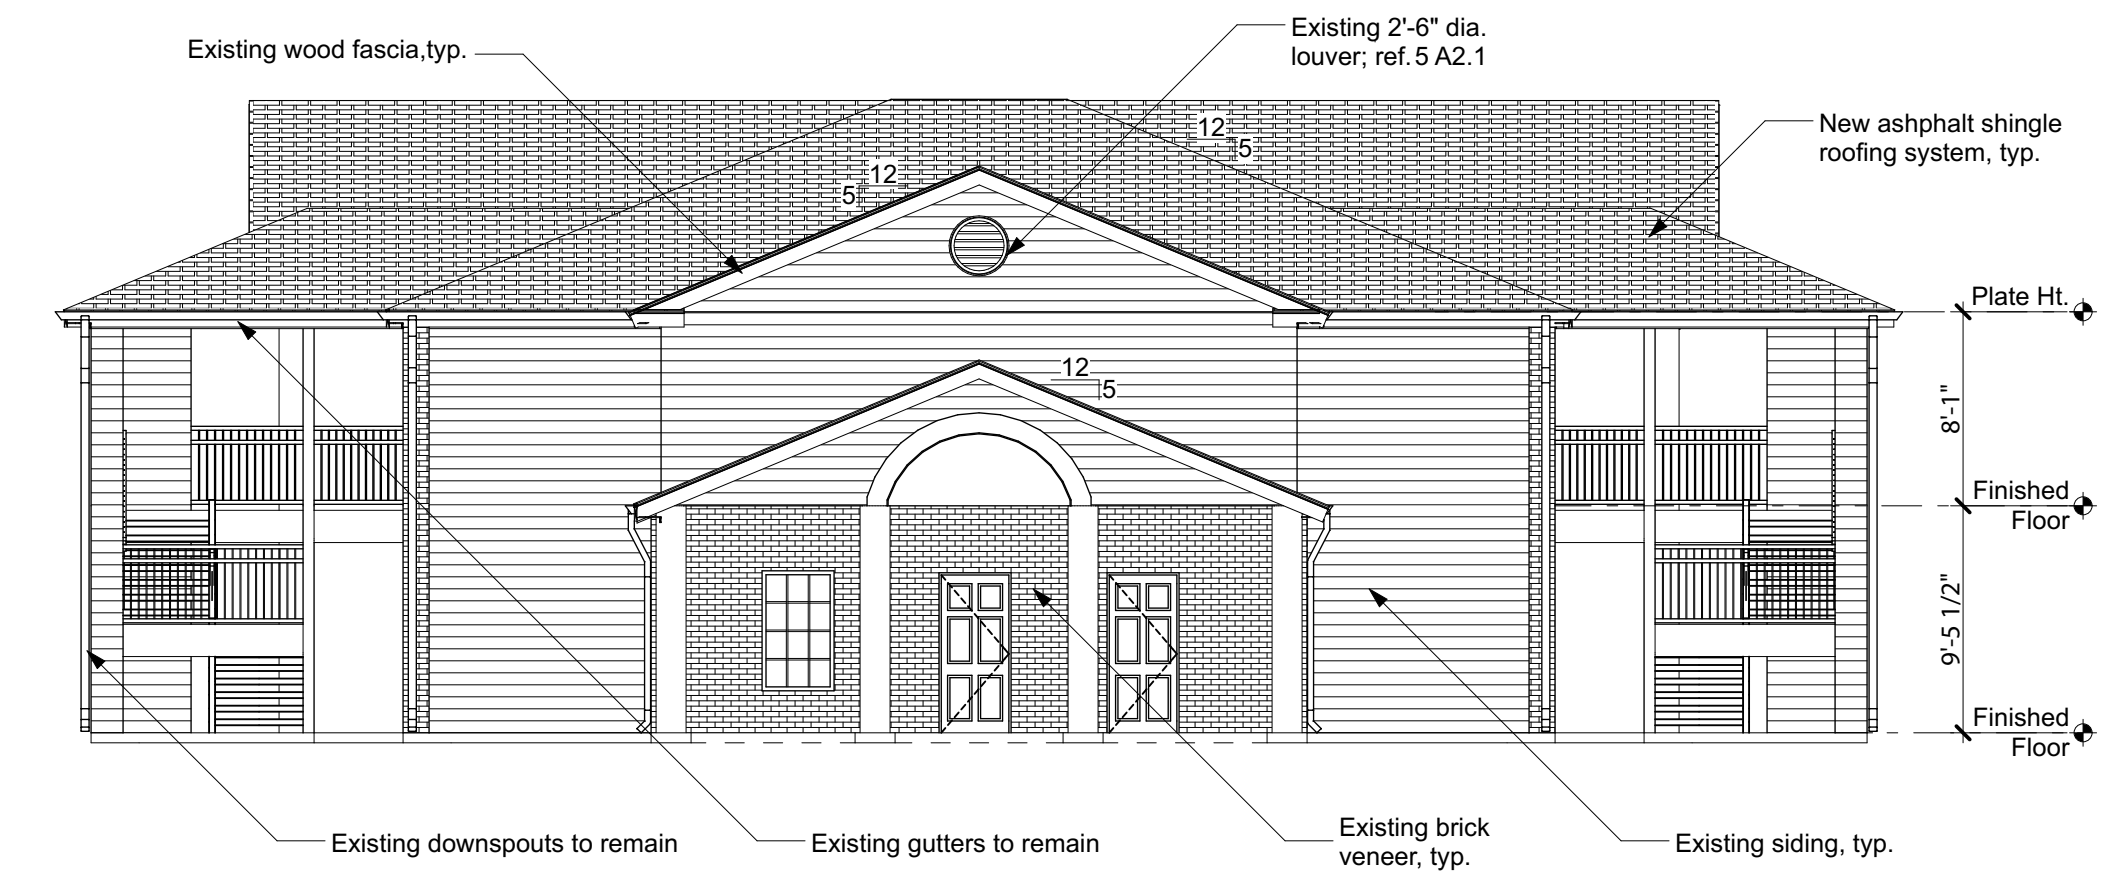 Existing wood fascia,typ.
Existing 2'-6" dia.
louver; ref. 5 A2.1
New ashphalt shingle
roofing system, typ.
12
5
12
5
12
5
Plate Ht.
8'-1"
Finished
Floor
9'-5 1/2"
Finished
Floor
Existing downspouts to remain
Existing gutters to remain
Existing brick
veneer, typ.
Existing siding, typ.